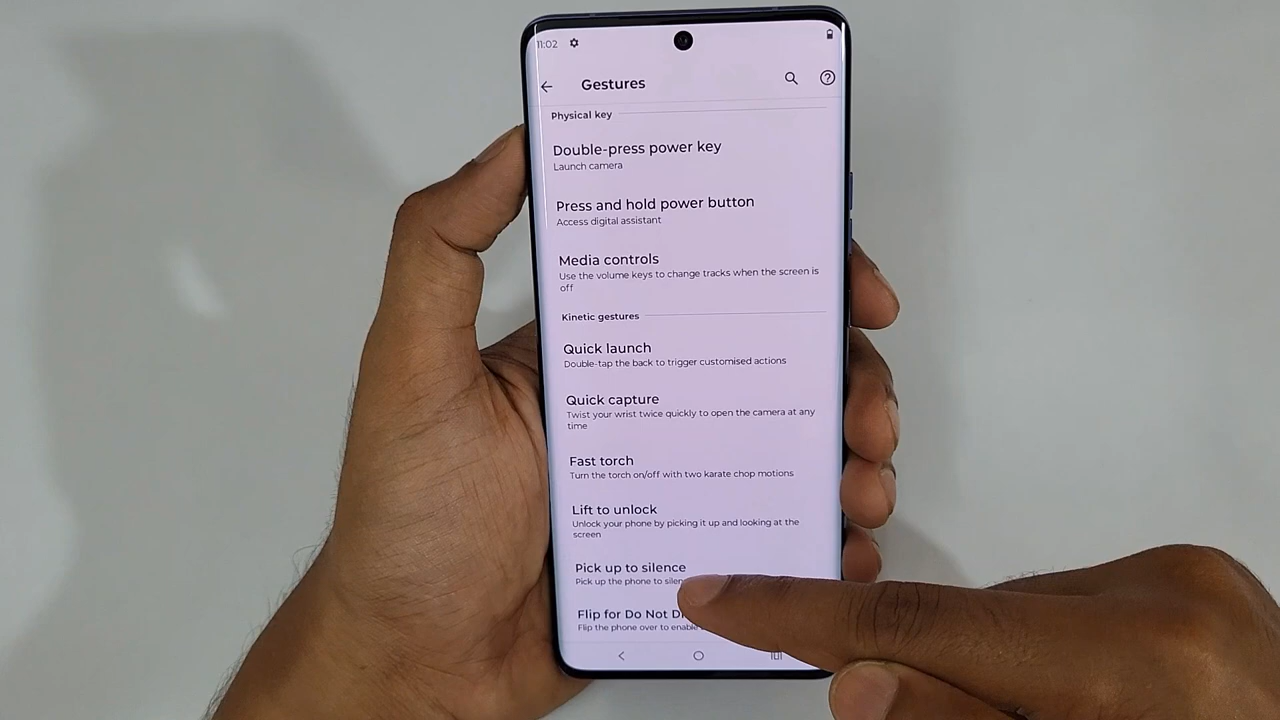 11:02
Gestures
Physical key
Double-press power key
Launch camera
Press and hold power button
Access digital assistant
Media controls
Use the volume keys to change tracks when the screen is
off
Kinetic gestures
Quick launch
Double-tap the back to trigger customised actions
Quick capture
Twist your wrist twice quickly to open the camera at any
time
Fast torch
Turn the torch on/off with two karate chop motions
Lift to unlock
Unlock your phone by picking it up and looking at the
screen
Pick up to silence
Pick up the phone to
Flip for Do Not
Flip the phone over to enable